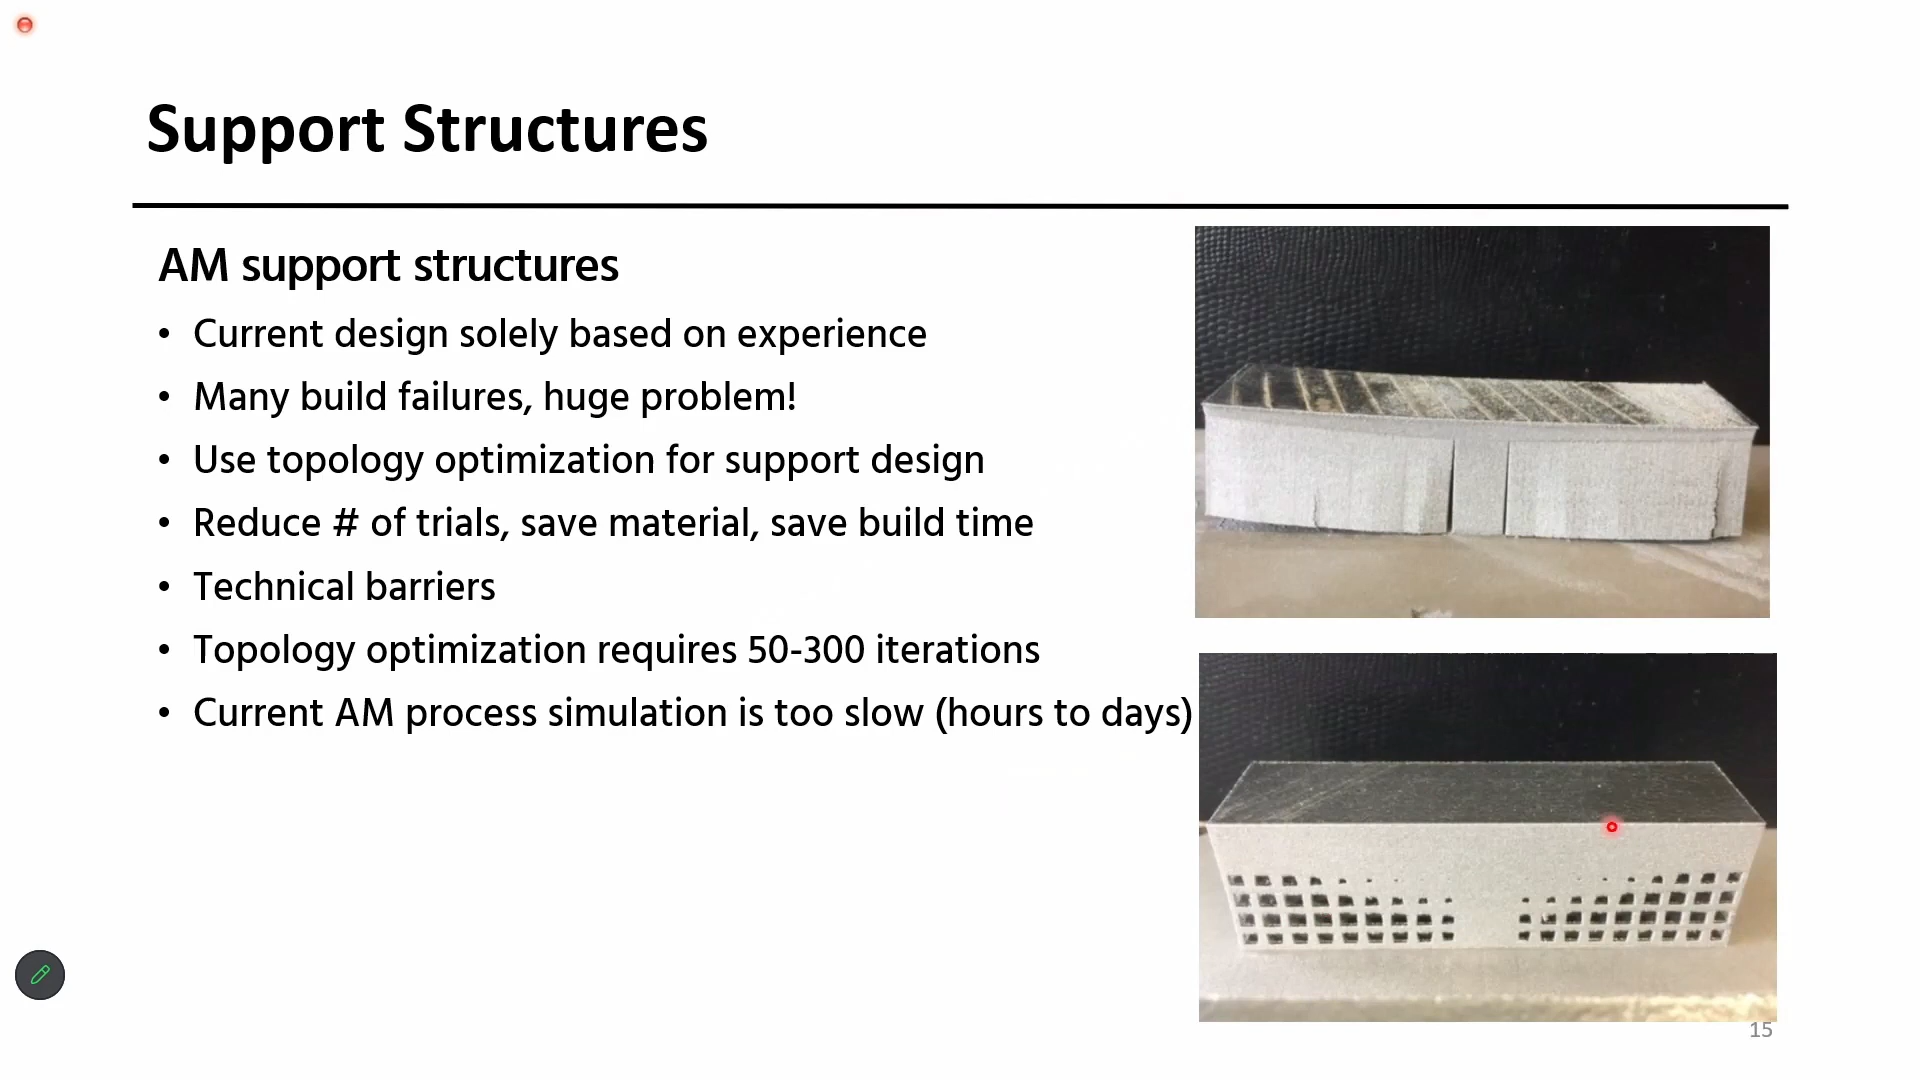 Support Structures
AM support structures
• Current design solely based on experience
• Many build failures, huge problem!
• Use topology optimization for support design
• Reduce # of trials, save material, save build time
• Technical barriers
• Topology optimization requires 50-300 iterations
• Current AM process simulation is too slow (hours to days)
15